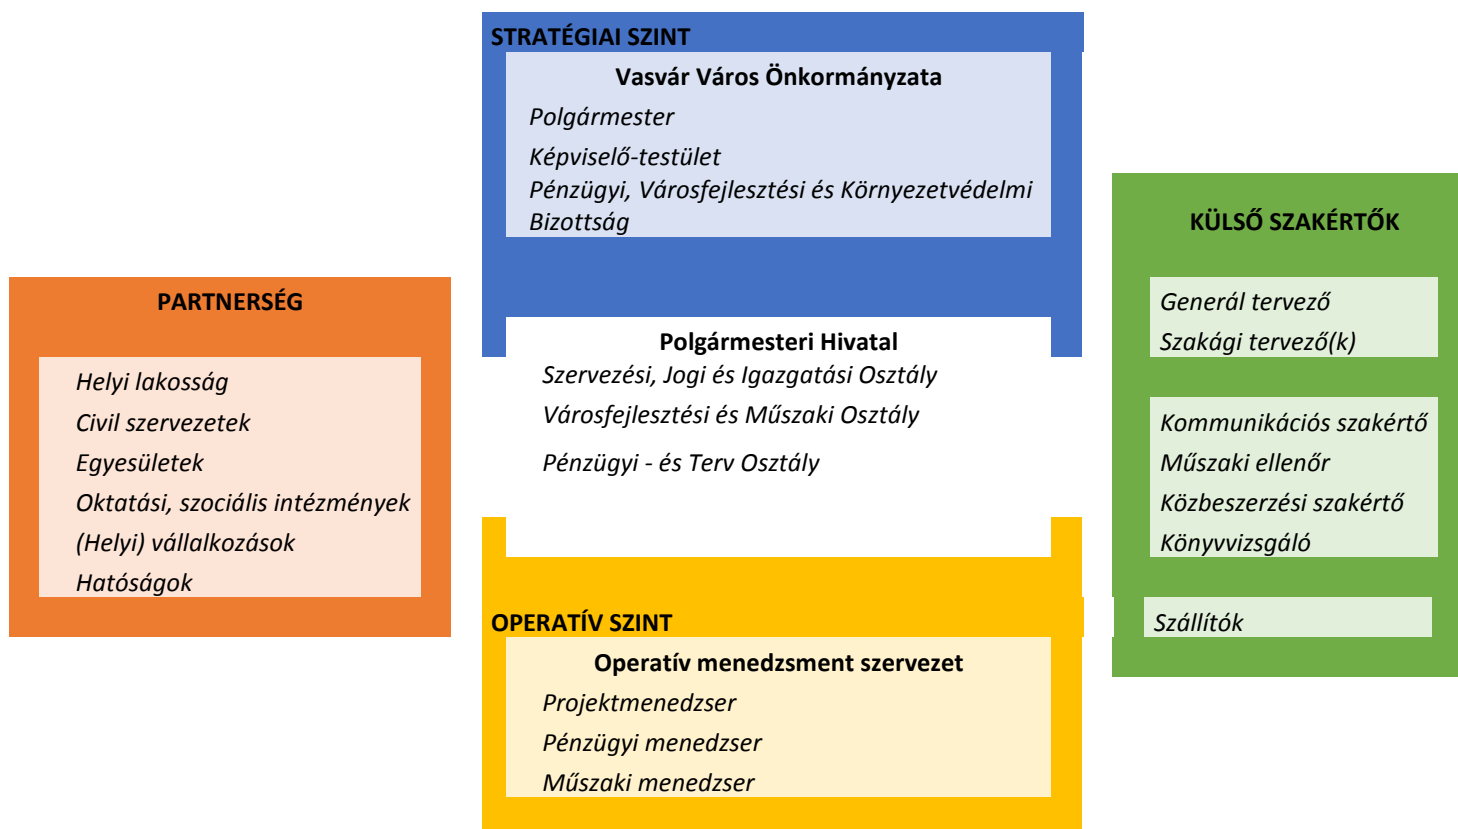 STRATÉGIAI SZINT
Vasvár Város Önkormányzata
Polgármester
Képviselő-testület
Pénzügyi, Városfejlesztési és Környezetvédelmi
Bizottság
Polgármesteri Hivatal
Szervezési, Jogi és Igazgatási Osztály
Városfejlesztési és Műszaki Osztály
Pénzügyi - és Terv Osztály
OPERATÍV SZINT
Operatív menedzsment szervezet
Projektmenedzser
Pénzügyi menedzser
Műszaki menedzser
PARTNERSÉG
Helyi lakosság
Civil szervezetek
Egyesületek
Oktatási, szociális intézmények
(Helyi) vállalkozások
Hatóságok
KÜLSŐ SZAKÉRTŐK
Generál tervező
Szakági tervező(k)
Kommunikációs szakértő
Műszaki ellenőr
Közbeszerzési szakértő
Könyvvizsgáló
Szállítók